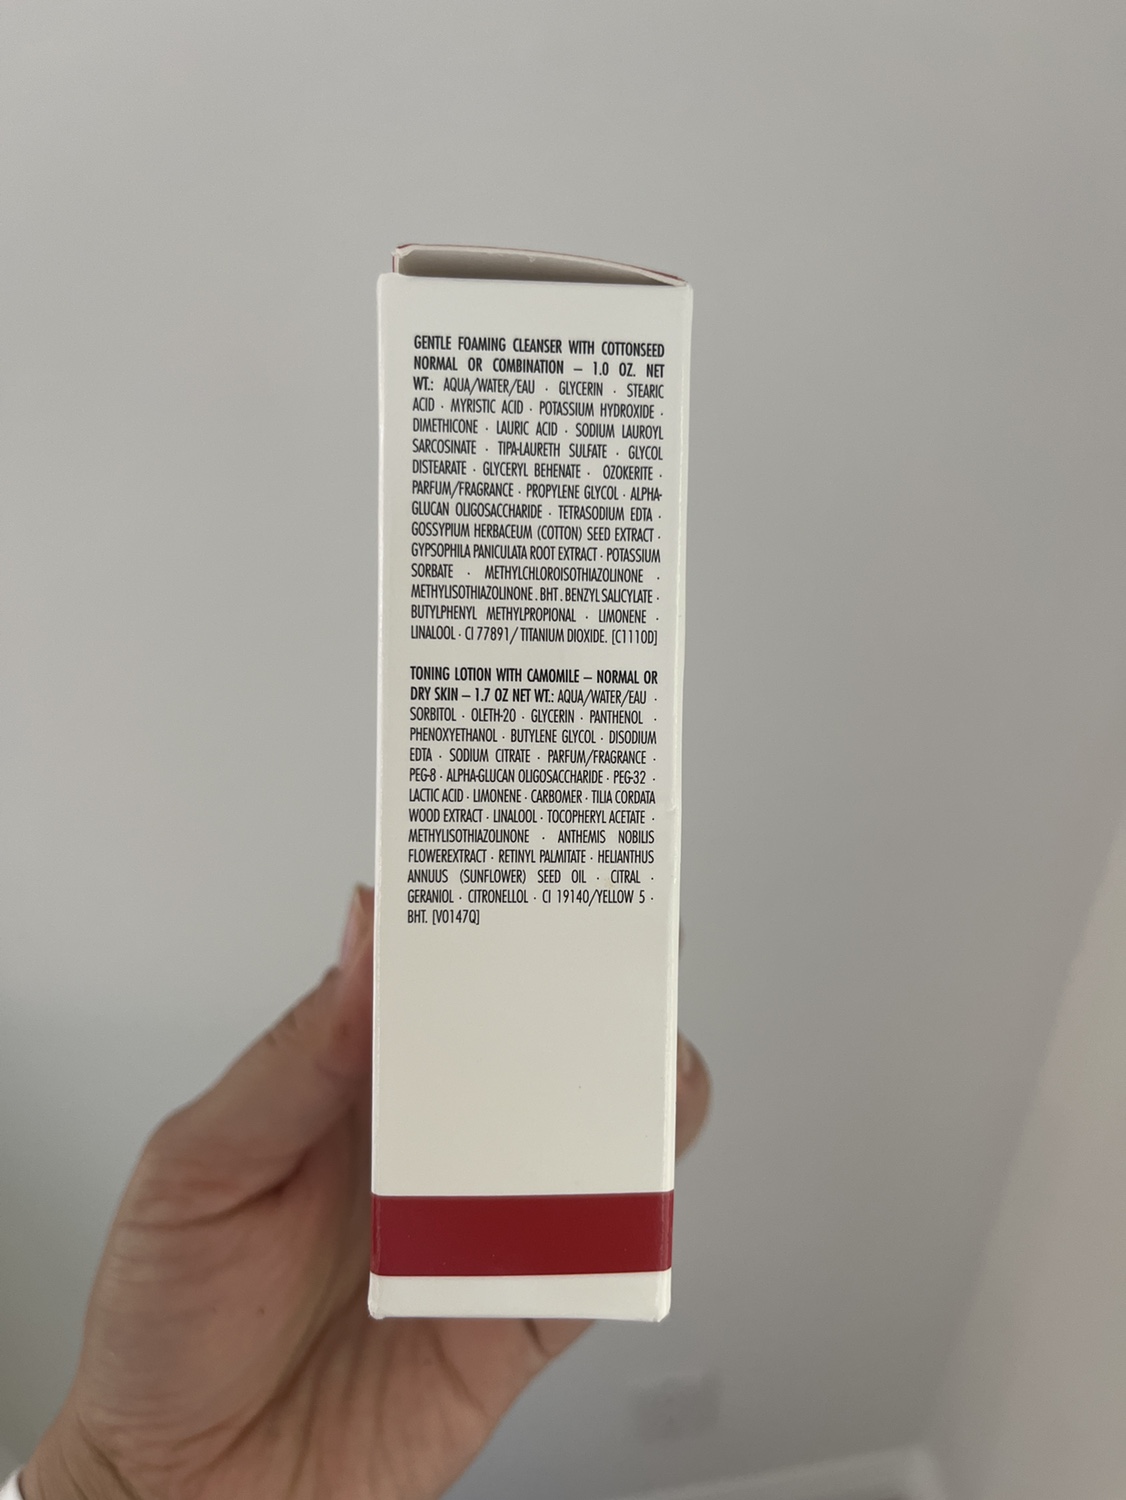 GENTLE FOAMING CLEANSER WITH COTTONSEED
NORMAL OR COMBINATION – 1.0 OZ. NET
WT.: AQUA/WATER/EAU · GLYCERIN · STEARIC
ACID · MYRISTIC ACID · POTASSIUM HYDROXIDE ·
DIMETHICONE · LAURIC ACID · SODIUM LAUROYL
SARCOSINATE · TIPA-LAURETH SULFATE · GLYCOL
DISTEARATE · GLYCERYL BEHENATE · OZOKERITE ·
PARFUM/FRAGRANCE · PROPYLENE GLYCOL · ALPHA-
GLUCAN OLIGOSACCHARIDE · TETRASODIUM EDTA ·
GOSSYPIUM HERBACEUM (COTTON) SEED EXTRACT ·
GYPSOPHILA PANICULATA ROOT EXTRACT · POTASSIUM
SORBATE · METHYLCHLOROISOTHIAZOLINONE ·
METHYLISOTHIAZOLINONE . BHT . BENZYL SALICYLATE ·
BUTYLPHENYL METHYLPROPIONAL · LIMONENE ·
LINALOOL · CI 77891/ TITANIUM DIOXIDE. [C1110D]
TONING LOTION WITH CAMOMILE – NORMAL OR
DRY SKIN – 1.7 OZ NET WT.: AQUA/WATER/EAU ·
SORBITOL · OLETH-20 · GLYCERIN · PANTHENOL ·
PHENOXYETHANOL · BUTYLENE GLYCOL · DISODIUM
EDTA · SODIUM CITRATE · PARFUM/FRAGRANCE ·
PEG-8 · ALPHA-GLUCAN OLIGOSACCHARIDE · PEG-32 ·
LACTIC ACID · LIMONENE · CARBOMER · TILIA CORDATA
WOOD EXTRACT · LINALOOL · TOCOPHERYL ACETATE ·
METHYLISOTHIAZOLINONE · ANTHEMIS NOBILIS
FLOWEREXTRACT · RETINYL PALMITATE · HELIANTHUS
ANNUUS (SUNFLOWER) SEED OIL · CITRAL ·
GERANIOL · CITRONELLOL · CI 19140/YELLOW 5 ·
BHT. [V0147Q]